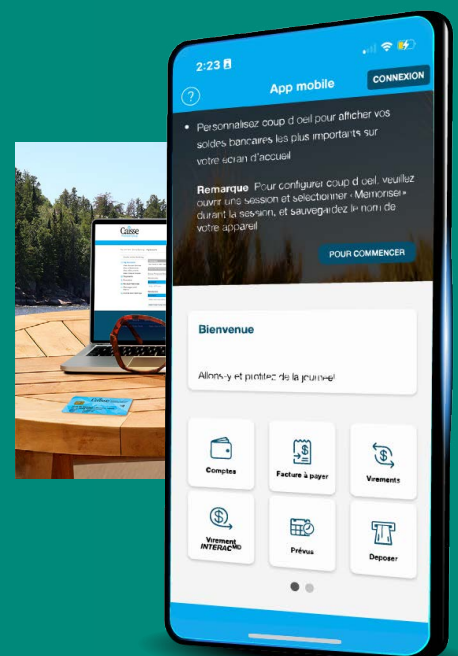 2:23
?
App mobile
CONNEXION
• Personnalisez coup d oeil pour afficher vos
soldes bancaires les plus importants sur
votre écran d'accueil
Remarque Pour configurer coup d oeil, veuillez
ouvrir une session et sélectionner «Mémoriser»
durant la session, et sauvegardez le nom de
votre appareil
POUR COMMENCER
Bienvenue
Allons-y et profitez de la journée!
Comptes
Facture à payer
Virements
Virement
INTERAC MD
Prévus
Deposer
Caisse
Caisse